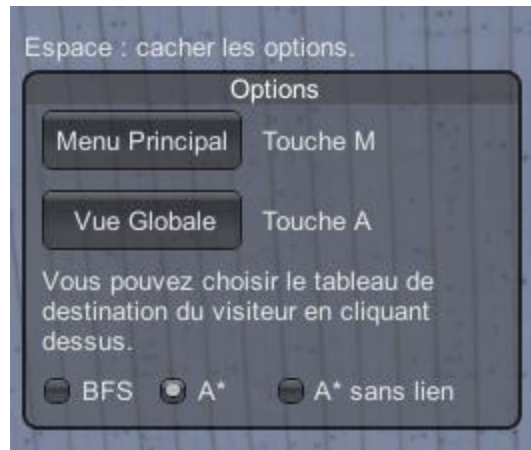 Espace : cacher les options.
Options
Menu Principal Touche M
Vue Globale Touche A
Vous pouvez choisir le tableau de
destination du visiteur en cliquant
dessus.
BFS A* A* sans lien